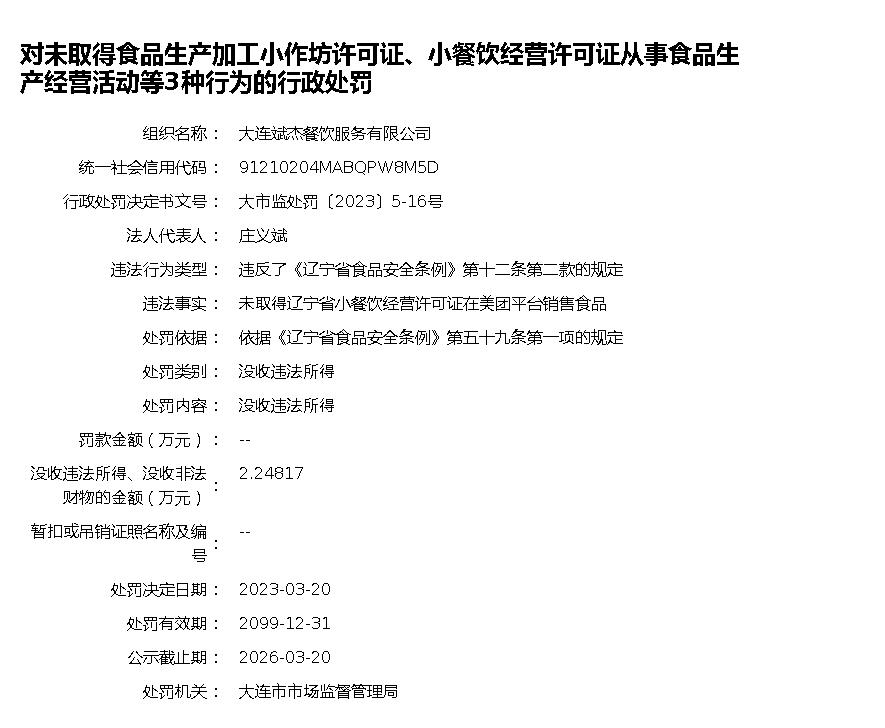 对未取得食品生产加工小作坊许可证、小餐饮经营许可证从事食品生
产经营活动等3种行为的行政处罚
组织名称： 大连斌杰餐饮服务有限公司
统一社会信用代码： 91210204MABQPW8M5D
行政处罚决定书文号： 大市监处罚〔2023〕5-16号
法人代表人： 庄义斌
违法行为类型： 违反了《辽宁省食品安全条例》第十二条第二款的规定
违法事实： 未取得辽宁省小餐饮经营许可证在美团平台销售食品
处罚依据： 依据《辽宁省食品安全条例》第五十九条第一项的规定
处罚类别： 没收违法所得
处罚内容： 没收违法所得
罚款金额（万元）： --
没收违法所得、没收非法
财物的金额（万元）： 2.24817
暂扣或吊销证照名称及编
号： --
处罚决定日期： 2023-03-20
处罚有效期： 2099-12-31
公示截止期： 2026-03-20
处罚机关： 大连市市场监督管理局